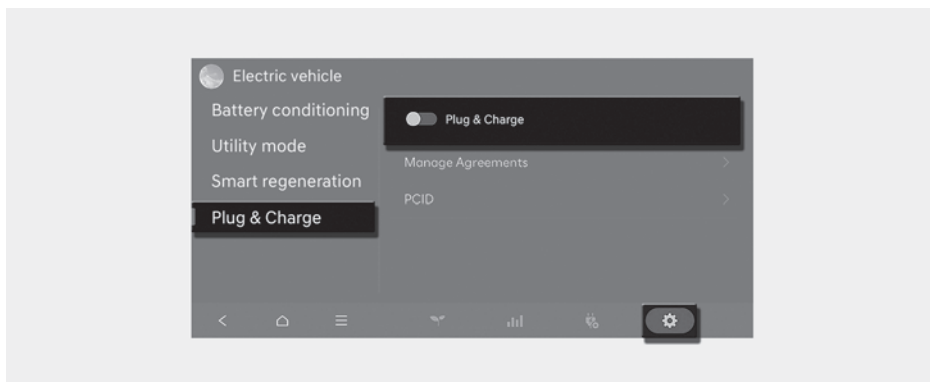 Electric vehicle
Battery conditioning
Utility mode
Smart regeneration
Plug & Charge
Plug & Charge
Manage Agreements
PCID